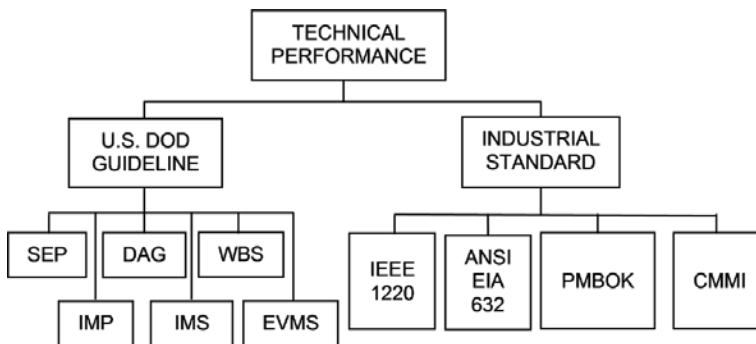 TECHNICAL
PERFORMANCE
U.S. DOD
GUIDELINE
INDUSTRIAL
STANDARD
SEP
DAG
WBS
IMP
IMS
EVMS
IEEE
1220
ANSI
EIA
632
PMBOK
CMMI